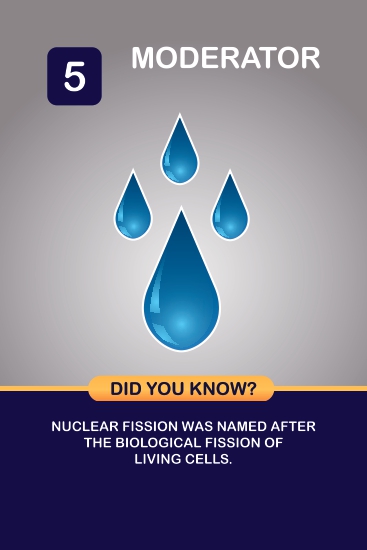 MODERATOR
5
DID YOU KNOW?
NUCLEAR FISSION WAS NAMED AFTER
THE BIOLOGICAL FISSION OF
LIVING CELLS.